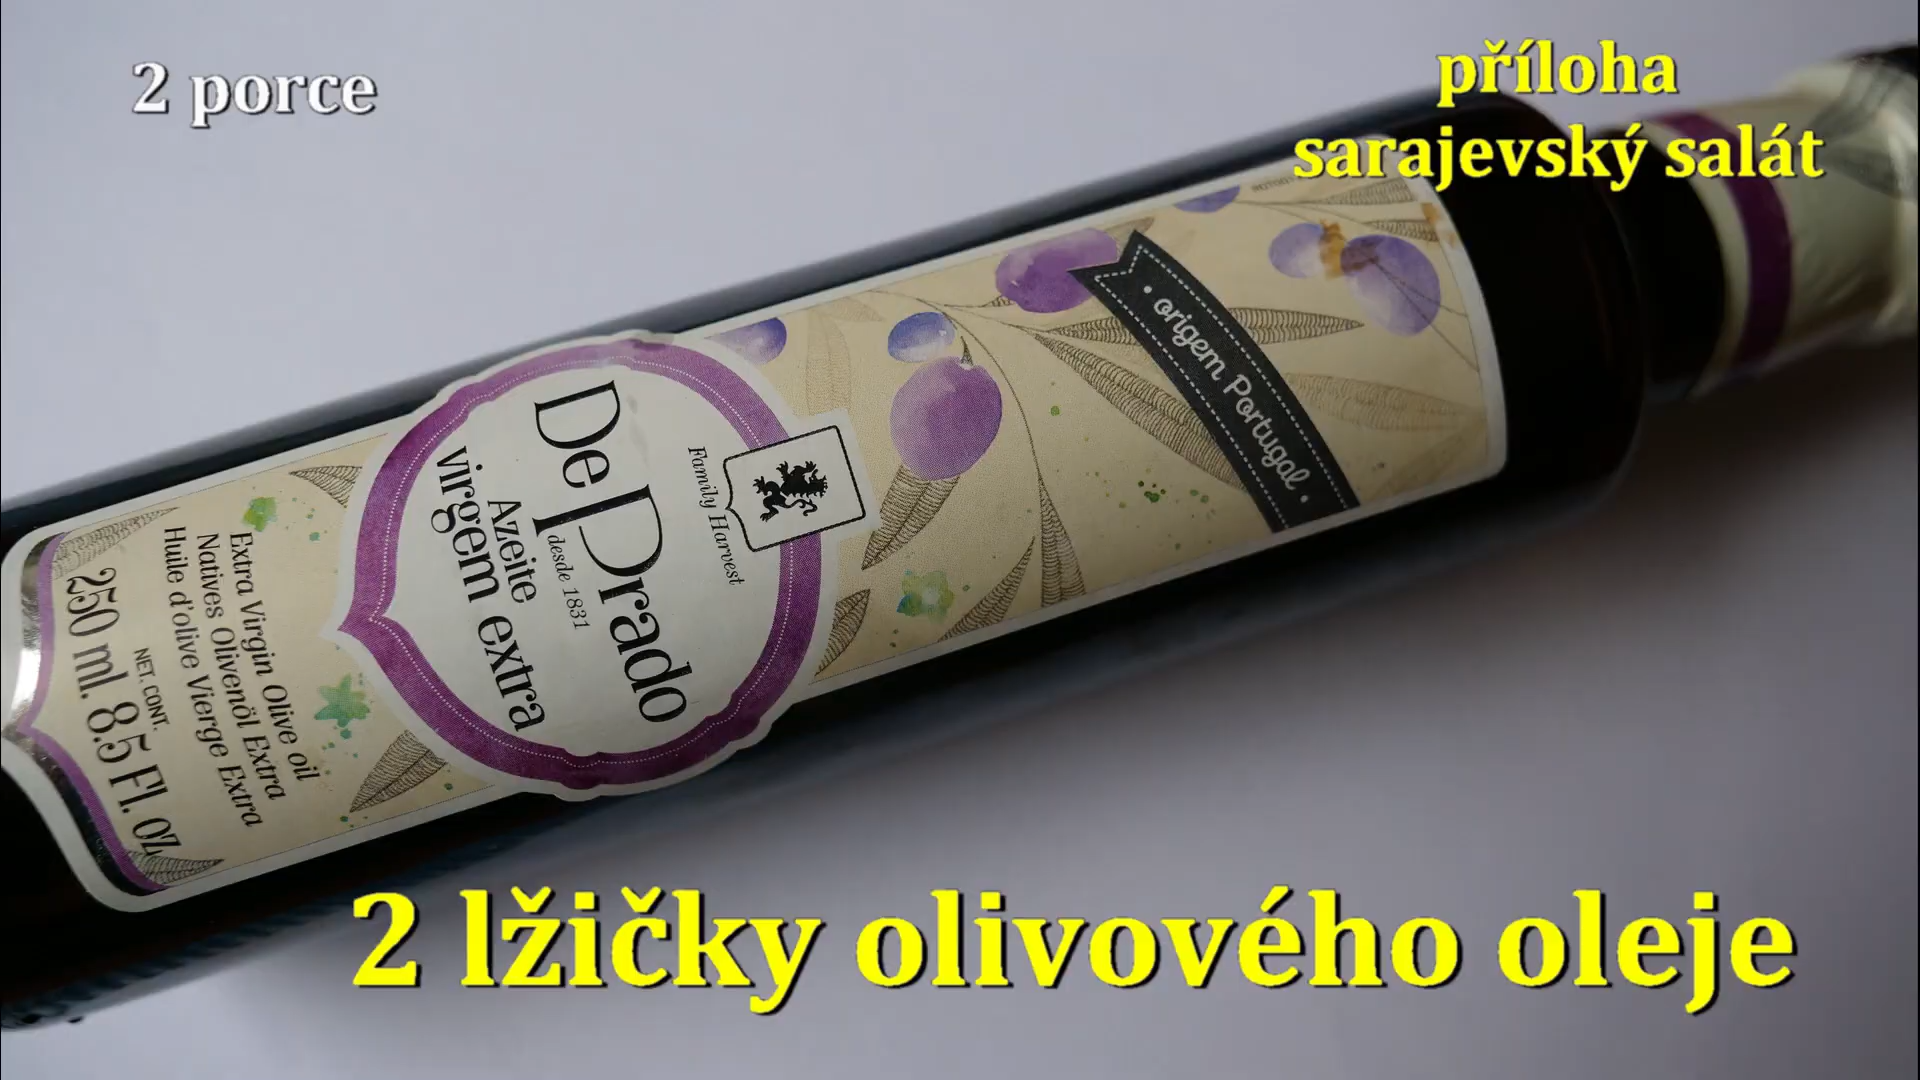 2 porce
příloha
sarajevský salát
• origem Portugal •
Family Harvest
De Prado
desde 1831
Azeite
virgem extra
Extra Virgin Olive oil
Natives Olivenöl Extra
Huile d'olive Vierge Extra
NET. CONT.
250 ml. 8.5 Fl. OZ
2 lžičky olivového oleje